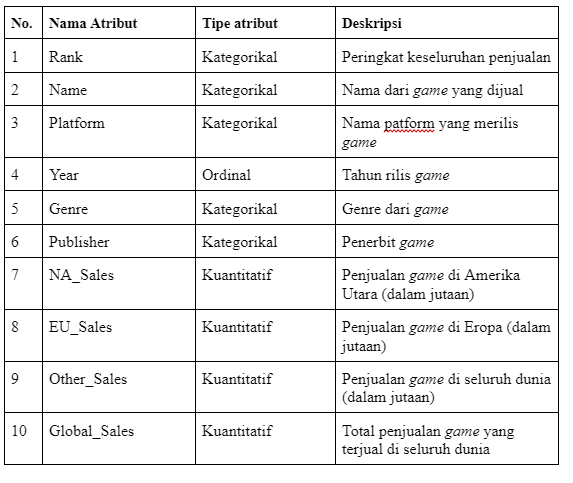 No. Nama Atribut Tipe atribut Deskripsi
1 Rank Kategorikal Peringkat keseluruhan penjualan
2 Name Kategorikal Nama dari game yang dijual
3 Platform Kategorikal Nama patform yang merilis
game
4 Year Ordinal Tahun rilis game
5 Genre Kategorikal Genre dari game
6 Publisher Kategorikal Penerbit game
7 NA_Sales Kuantitatif Penjualan game di Amerika
Utara (dalam jutaan)
8 EU_Sales Kuantitatif Penjualan game di Eropa (dalam
jutaan)
9 Other_Sales Kuantitatif Penjualan game di seluruh dunia
(dalam jutaan)
10 Global_Sales Kuantitatif Total penjualan game yang
terjual di seluruh dunia